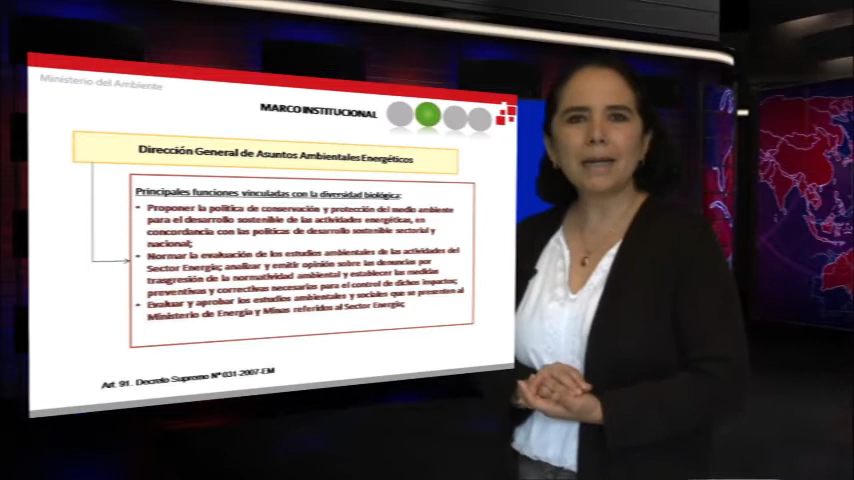 Ministerio del Ambiente
MARCO INSTITUCIONAL
Dirección General de Asuntos Ambientales Energéticos
Principales funciones vinculadas con la diversidad biológica:
• Proponer la política de conservación y protección del medio ambiente
para el desarrollo sostenible de las actividades energéticas, en
concordancia con las políticas de desarrollo sostenible sectorial y
nacional;
• Normar la evaluación de los estudios ambientales de las actividades del
Sector Energía; analizar y emitir opinión sobre las denuncias por
trasgresión de la normatividad ambiental y establecer las medidas
preventivas y correctivas necesarias para el control de dichos impactos;
• Evaluar y aprobar los estudios ambientales y sociales que se presenten al
Ministerio de Energía y Minas referidos al Sector Energía;
Art. 91. Decreto Supremo Nº 031-2007-EM